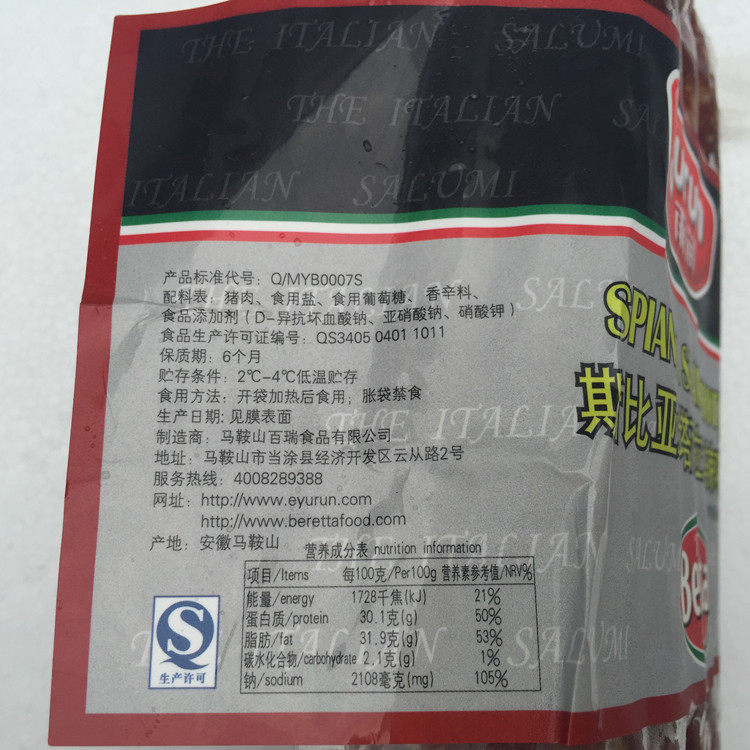 THE ITALIAN SALUMI
THE ITALIAN SA
ITALIAN SALUMI
产品标准代号：Q/MYB0007S
配料表：猪肉、食用盐、食用葡萄糖、香辛料、
食品添加剂（D-异抗坏血酸钠、亚硝酸钠、硝酸钾）
食品生产许可证编号：QS3405 0401 1011
保质期：6个月
贮存条件：2℃-4℃低温贮存
食用方法：开袋加热后食用；胀袋禁食
生产日期：见膜表面
制造商：马鞍山百瑞食品有限公司
地址：马鞍山市当涂县经济开发区云从路2号
服务热线：4008289388
网址：http://www.eyurun.com
http://www.berettafood.com
产地：安徽马鞍山
营养成分表 nutrition information
项目/Items 每100克/Per100g 营养素参考值/NRV%
能量/energy 1728千焦(kJ) 21%
蛋白质/protein 30.1克(g) 50%
脂肪/fat 31.9克(g) 53%
碳水化合物/carbohydrate 2.1克(g) 1%
钠/sodium 2108毫克(mg) 105%
生产许可
SPIAN
斯比亚
THE ITALIAN
THE ITALIAN SALUMI
SALUMI